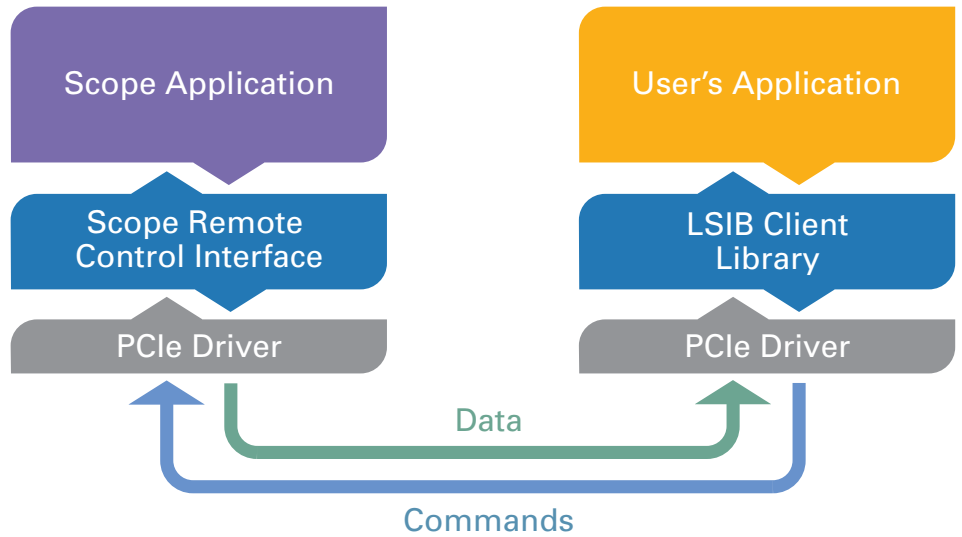 Scope Application
User's Application
Scope Remote
Control Interface
LSIB Client
Library
PCIe Driver
PCIe Driver
Data
Commands